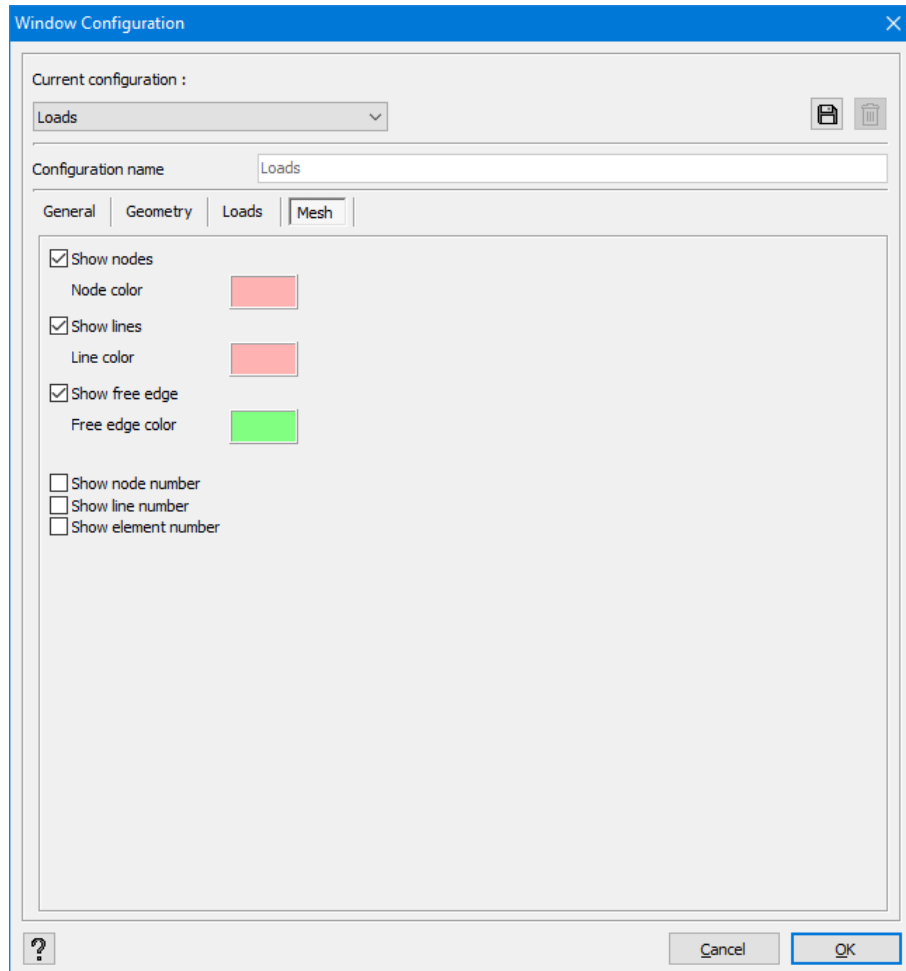 Window Configuration
Current configuration :
Loads
Configuration name Loads
General Geometry Loads Mesh
Show nodes
Node color
Show lines
Line color
Show free edge
Free edge color
Show node number
Show line number
Show element number
? Cancel OK